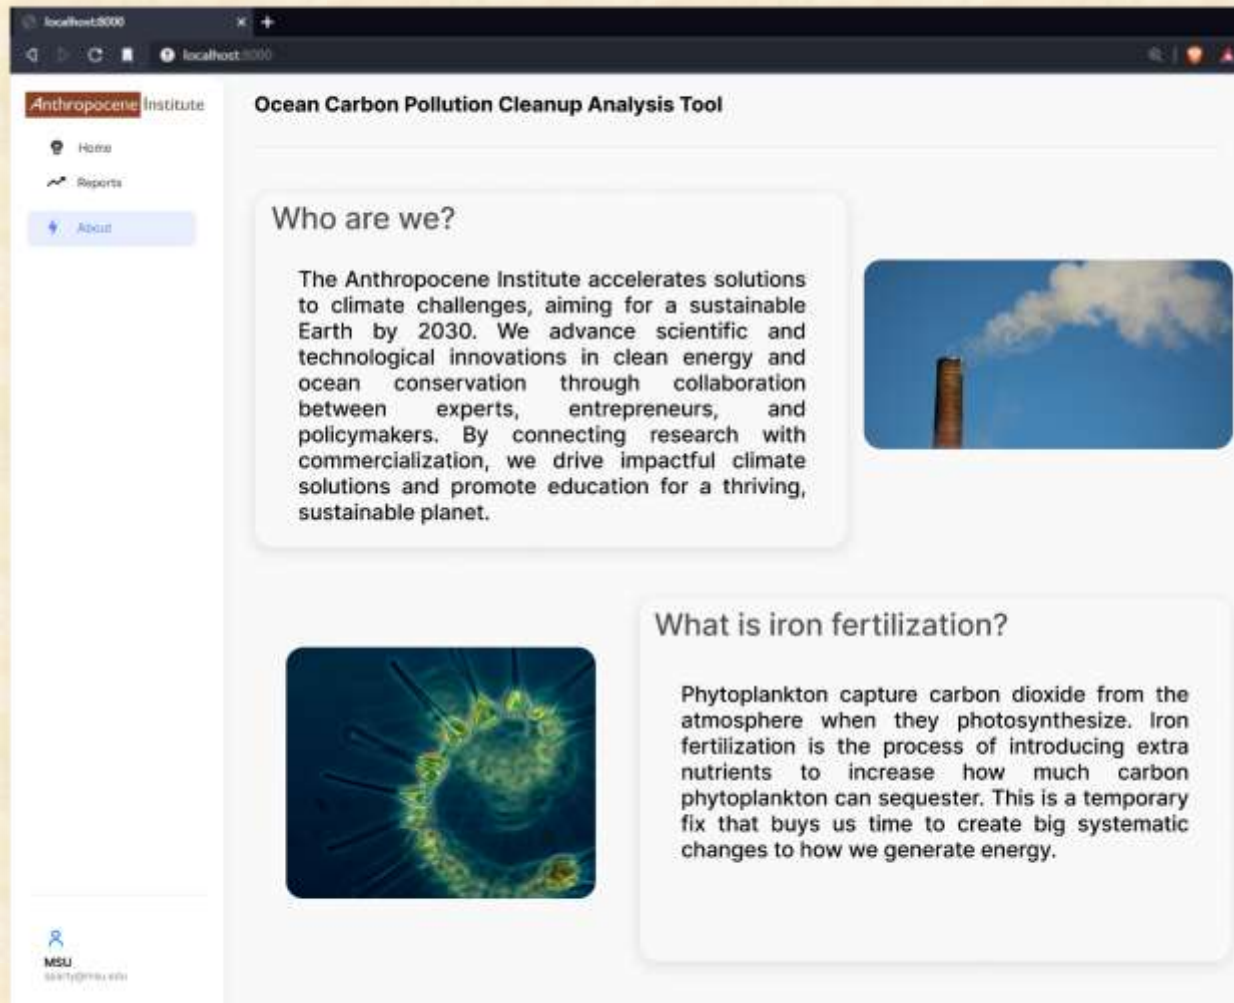 localhost:8000
localhost:8000
Anthropocene Institute
Home
Reports
About
Ocean Carbon Pollution Cleanup Analysis Tool
Who are we?
The Anthropocene Institute accelerates solutions
to climate challenges, aiming for a sustainable
Earth by 2030. We advance scientific and
technological innovations in clean energy and
ocean conservation through collaboration
between experts, entrepreneurs, and
policymakers. By connecting research with
commercialization, we drive impactful climate
solutions and promote education for a thriving,
sustainable planet.
What is iron fertilization?
Phytoplankton capture carbon dioxide from the
atmosphere when they photosynthesize. Iron
fertilization is the process of introducing extra
nutrients to increase how much carbon
phytoplankton can sequester. This is a temporary
fix that buys us time to create big systematic
changes to how we generate energy.
MSU
sparty@msu.edu